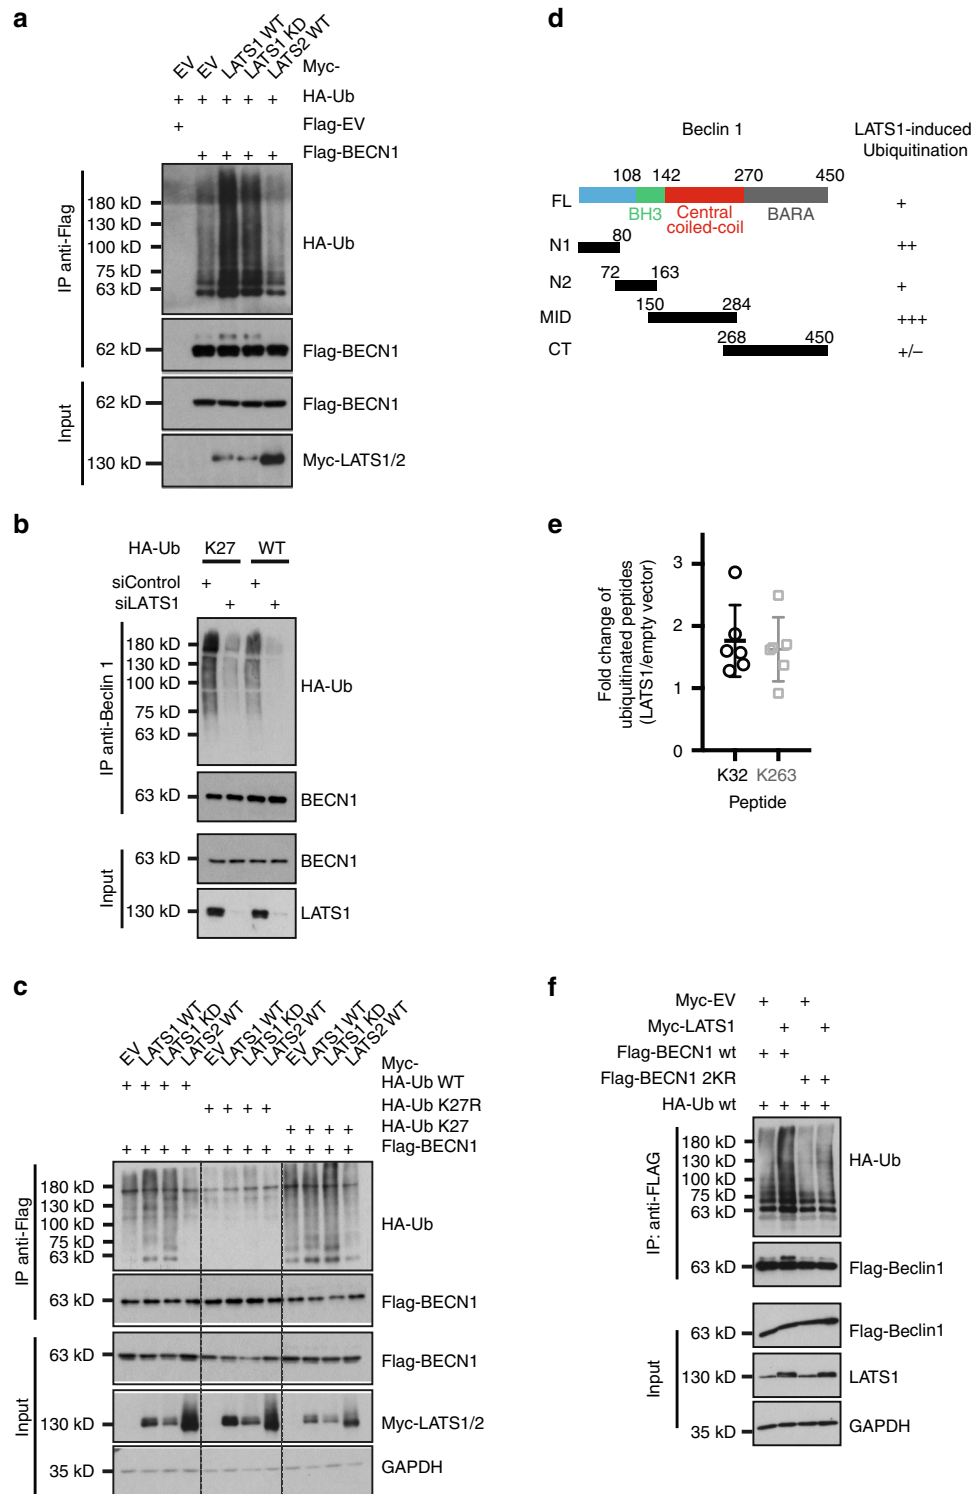 a
EV EV LATS1 WT LATS1 KD LATS2 WT Myc-
+ + + + + HA-Ub
+ Flag-EV
+ + + + Flag-BECN1
IP anti-Flag
180 kD
130 kD
100 kD
75 kD
63 kD
HA-Ub
62 kD Flag-BECN1
Input
62 kD Flag-BECN1
130 kD Myc-LATS1/2
b
HA-Ub K27 WT
siControl + +
siLATS1 + +
IP anti-Beclin 1
180 kD
130 kD
100 kD
75 kD
63 kD
HA-Ub
63 kD BECN1
Input
63 kD BECN1
130 kD LATS1
c
EV LATS1 WT LATS1 KD LATS2 WT EV LATS1 WT LATS1 KD LATS2 WT EV LATS1 WT LATS1 KD LATS2 WT Myc-
+ + + + HA-Ub WT
+ + + + HA-Ub K27R
+ + + + HA-Ub K27
+ + + + + + + + + + + + Flag-BECN1
IP anti-Flag
180 kD
130 kD
100 kD
75 kD
63 kD
HA-Ub
63 kD Flag-BECN1
Input
63 kD Flag-BECN1
130 kD Myc-LATS1/2
35 kD GAPDH
d
Beclin 1
LATS1-induced
Ubiquitination
108 142 270 450
FL +
BH3 Central coiled-coil BARA
80
N1 ++
72 163
N2 +
150 284
MID +++
268 450
CT +/−
e
Fold change of
ubiquitinated peptides
(LATS1/empty vector)
3
2
1
0
K32 K263
Peptide
f
Myc-EV + +
Myc-LATS1 + +
Flag-BECN1 wt + +
Flag-BECN1 2KR + +
HA-Ub wt + + + +
IP: anti-FLAG
180 kD
130 kD
100 kD
75 kD
63 kD
HA-Ub
63 kD Flag-Beclin1
Input
63 kD Flag-Beclin1
130 kD LATS1
35 kD GAPDH